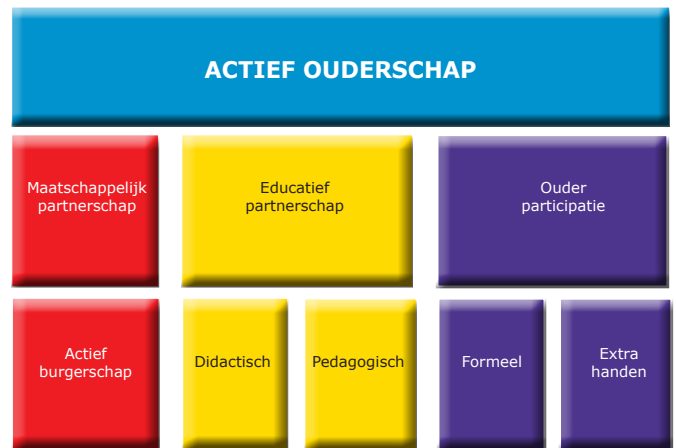 ACTIEF OUDERSCHAP
Maatschappelijk
partnerschap
Educatief
partnerschap
Ouder
participatie
Actief
burgerschap
Didactisch
Pedagogisch
Formeel
Extra
handen